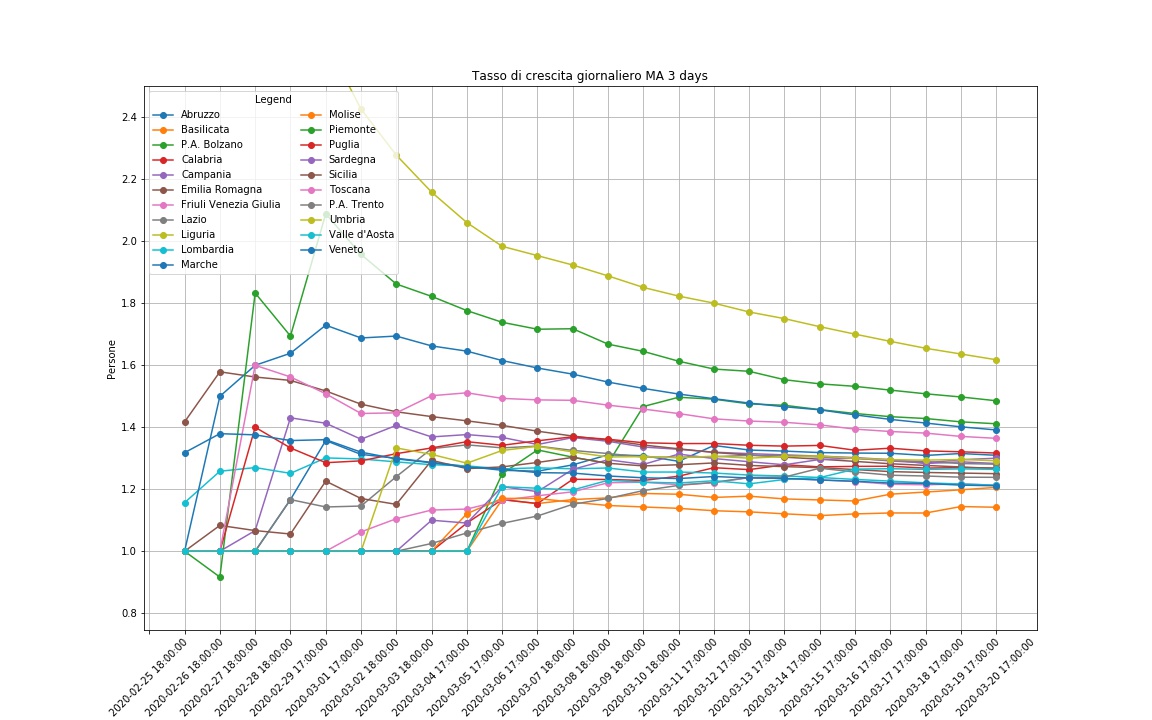 Tasso di crescita giornaliero MA 3 days
Legend
Abruzzo
Basilicata
P.A. Bolzano
Calabria
Campania
Emilia Romagna
Friuli Venezia Giulia
Lazio
Liguria
Lombardia
Marche
Molise
Piemonte
Puglia
Sardegna
Sicilia
Toscana
P.A. Trento
Umbria
Valle d'Aosta
Veneto
Persone
2.4
2.2
2.0
1.8
1.6
1.4
1.2
1.0
0.8
2020-02-25 18:00:00
2020-02-26 18:00:00
2020-02-27 18:00:00
2020-02-28 18:00:00
2020-02-29 17:00:00
2020-03-01 17:00:00
2020-03-02 18:00:00
2020-03-03 18:00:00
2020-03-04 17:00:00
2020-03-05 17:00:00
2020-03-06 17:00:00
2020-03-07 18:00:00
2020-03-08 18:00:00
2020-03-09 18:00:00
2020-03-10 18:00:00
2020-03-11 17:00:00
2020-03-12 17:00:00
2020-03-13 17:00:00
2020-03-14 17:00:00
2020-03-15 17:00:00
2020-03-16 17:00:00
2020-03-17 17:00:00
2020-03-18 17:00:00
2020-03-19 17:00:00
2020-03-20 17:00:00